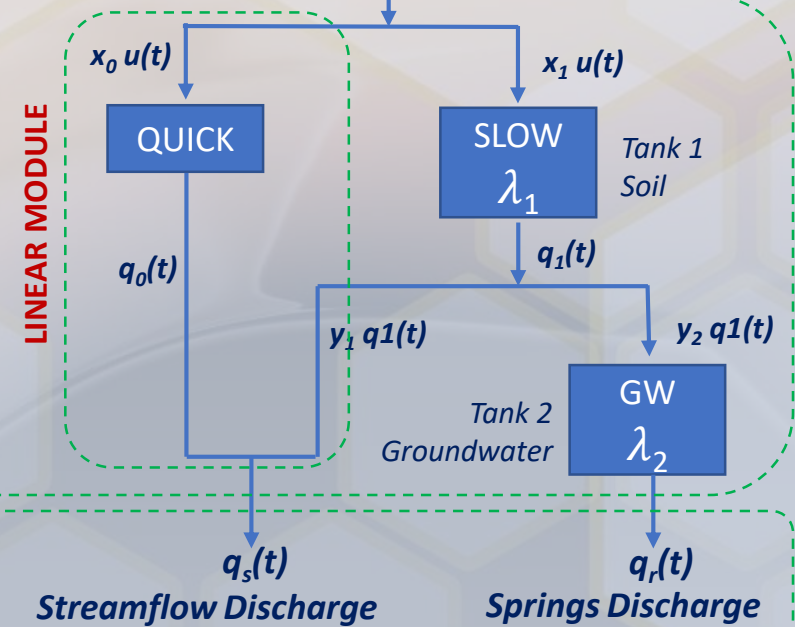 x₀ u(t)
x₁ u(t)
LINEAR MODULE
QUICK
SLOW
λ₁
Tank 1
Soil
q₀(t)
q₁(t)
y₁ q1(t)
y₂ q1(t)
Tank 2
Groundwater
GW
λ₂
qₛ(t)
Streamflow Discharge
qᵣ(t)
Springs Discharge